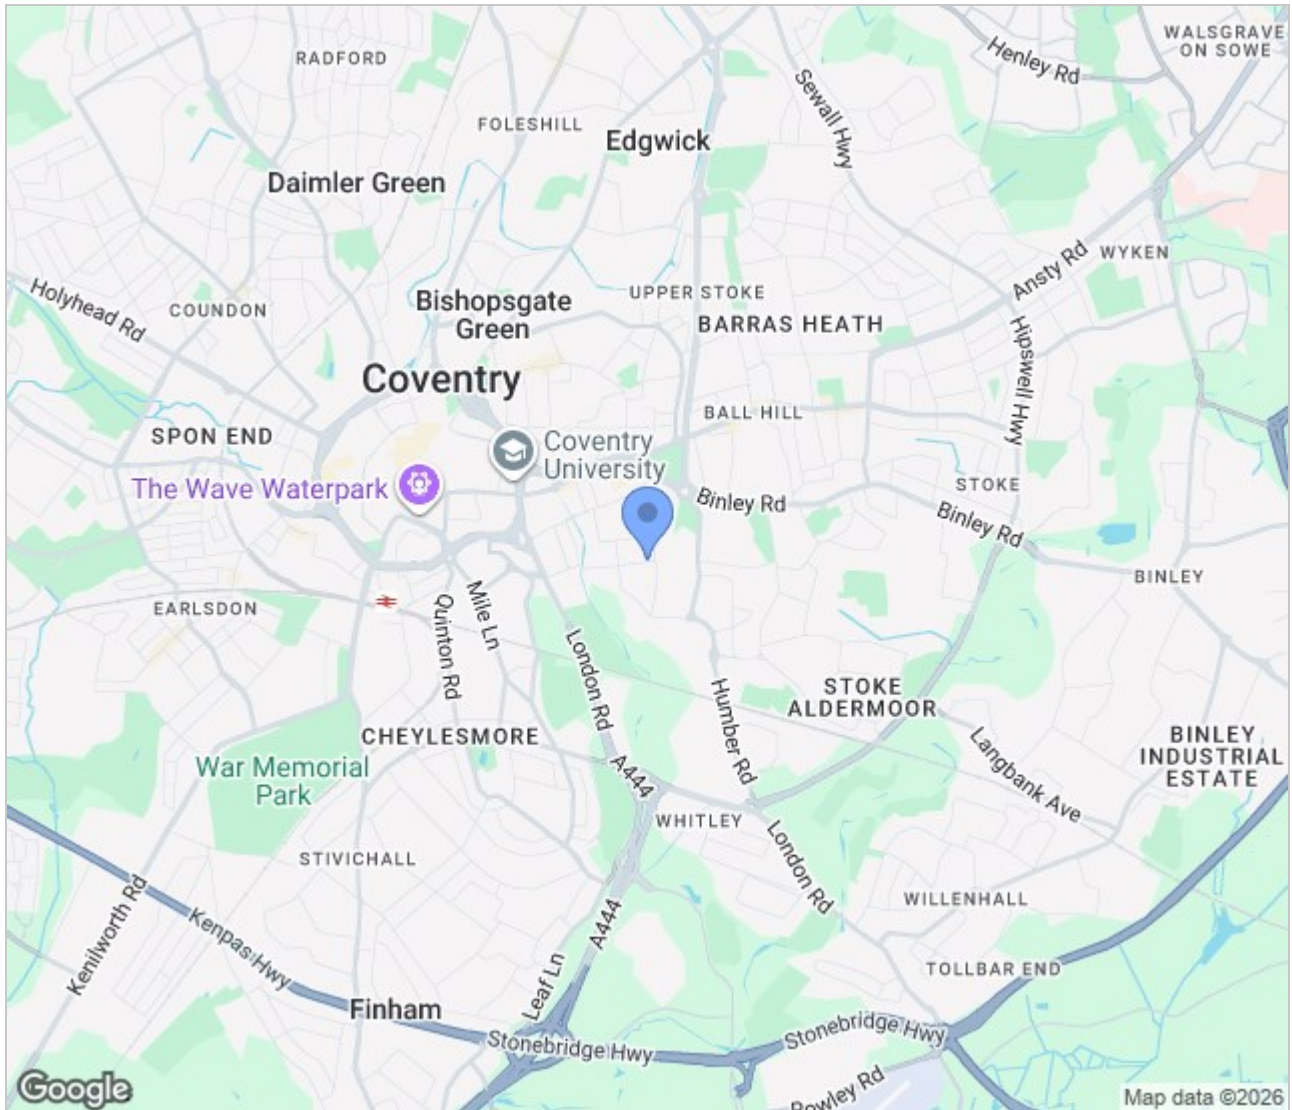 WALSGRAVE
ON SOWE
Henley Rd
RADFORD
Sewall Hwy
FOLESHILL
Edgwick
Daimler Green
WYKEN
Ansty Rd
Holyhead Rd
COUNDON
Bishopsgate
Green
UPPER STOKE
BARRAS HEATH
Hipswell Hwy
Coventry
BALL HILL
SPON END
Coventry
University
The Wave Waterpark
Binley Rd
STOKE
Binley Rd
BINLEY
EARLSDON
Quinton Rd
Mile Ln
London Rd
Humber Rd
STOKE
ALDERMOOR
CHEYLESMORE
Langbank Ave
BINLEY
INDUSTRIAL
ESTATE
War Memorial
Park
A444
WHITLEY
London Rd
STIVICHALL
Kenilworth Rd
WILLENHALL
Kenpas Hwy
A444
TOLLBAR END
Leaf Ln
Finham
Stonebridge Hwy
Stonebridge Hwy
Rowley Rd
Google
Map data ©2026